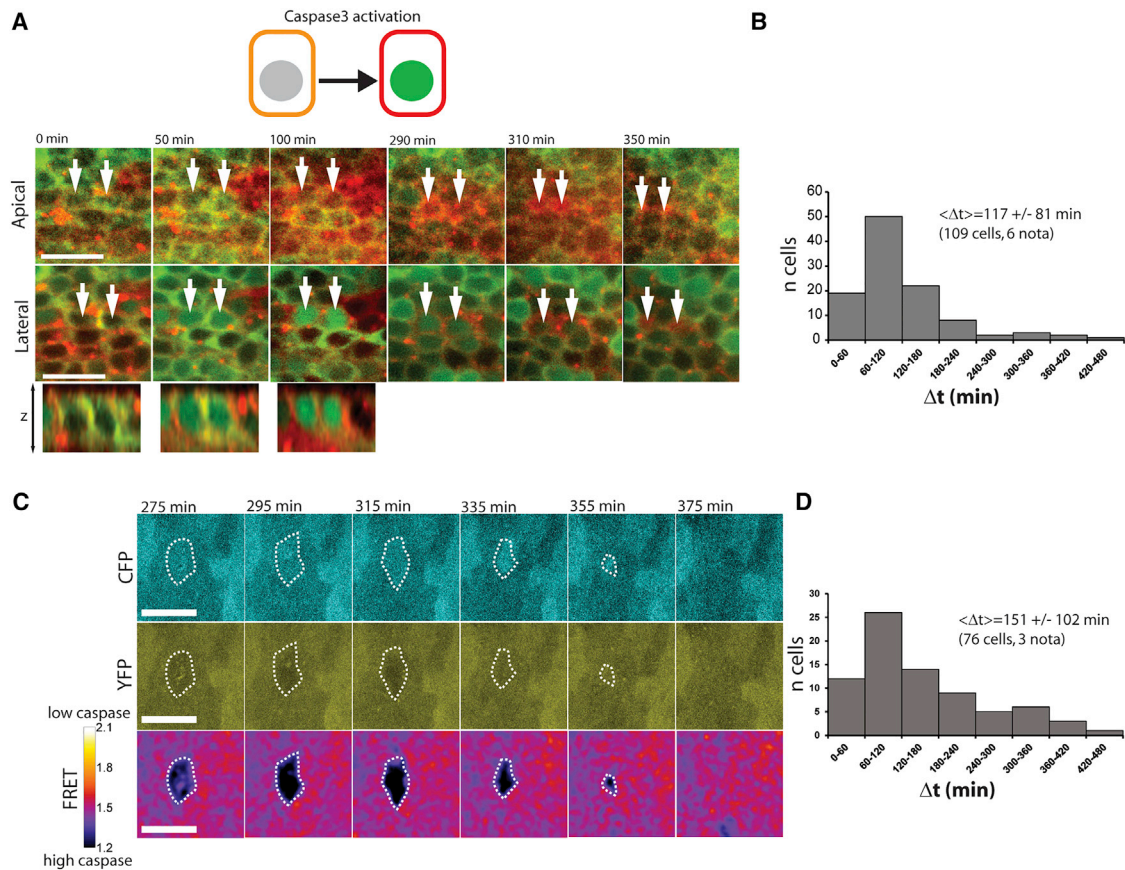 A
Caspase3 activation
0 min
50 min
100 min
290 min
310 min
350 min
Apical
Lateral
z
B
60
50
40
30
20
10
0
n cells
<Δt>=117 +/- 81 min
(109 cells, 6 nota)
0-60
60-120
120-180
180-240
240-300
300-360
360-420
420-480
Δt (min)
C
275 min
295 min
315 min
335 min
355 min
375 min
CFP
YFP
low caspase
FRET
2.1
1.8
1.5
1.2
high caspase
D
30
25
20
15
10
5
0
n cells
<Δt>=151 +/- 102 min
(76 cells, 3 nota)
0-60
60-120
120-180
180-240
240-300
300-360
360-420
420-480
Δt (min)